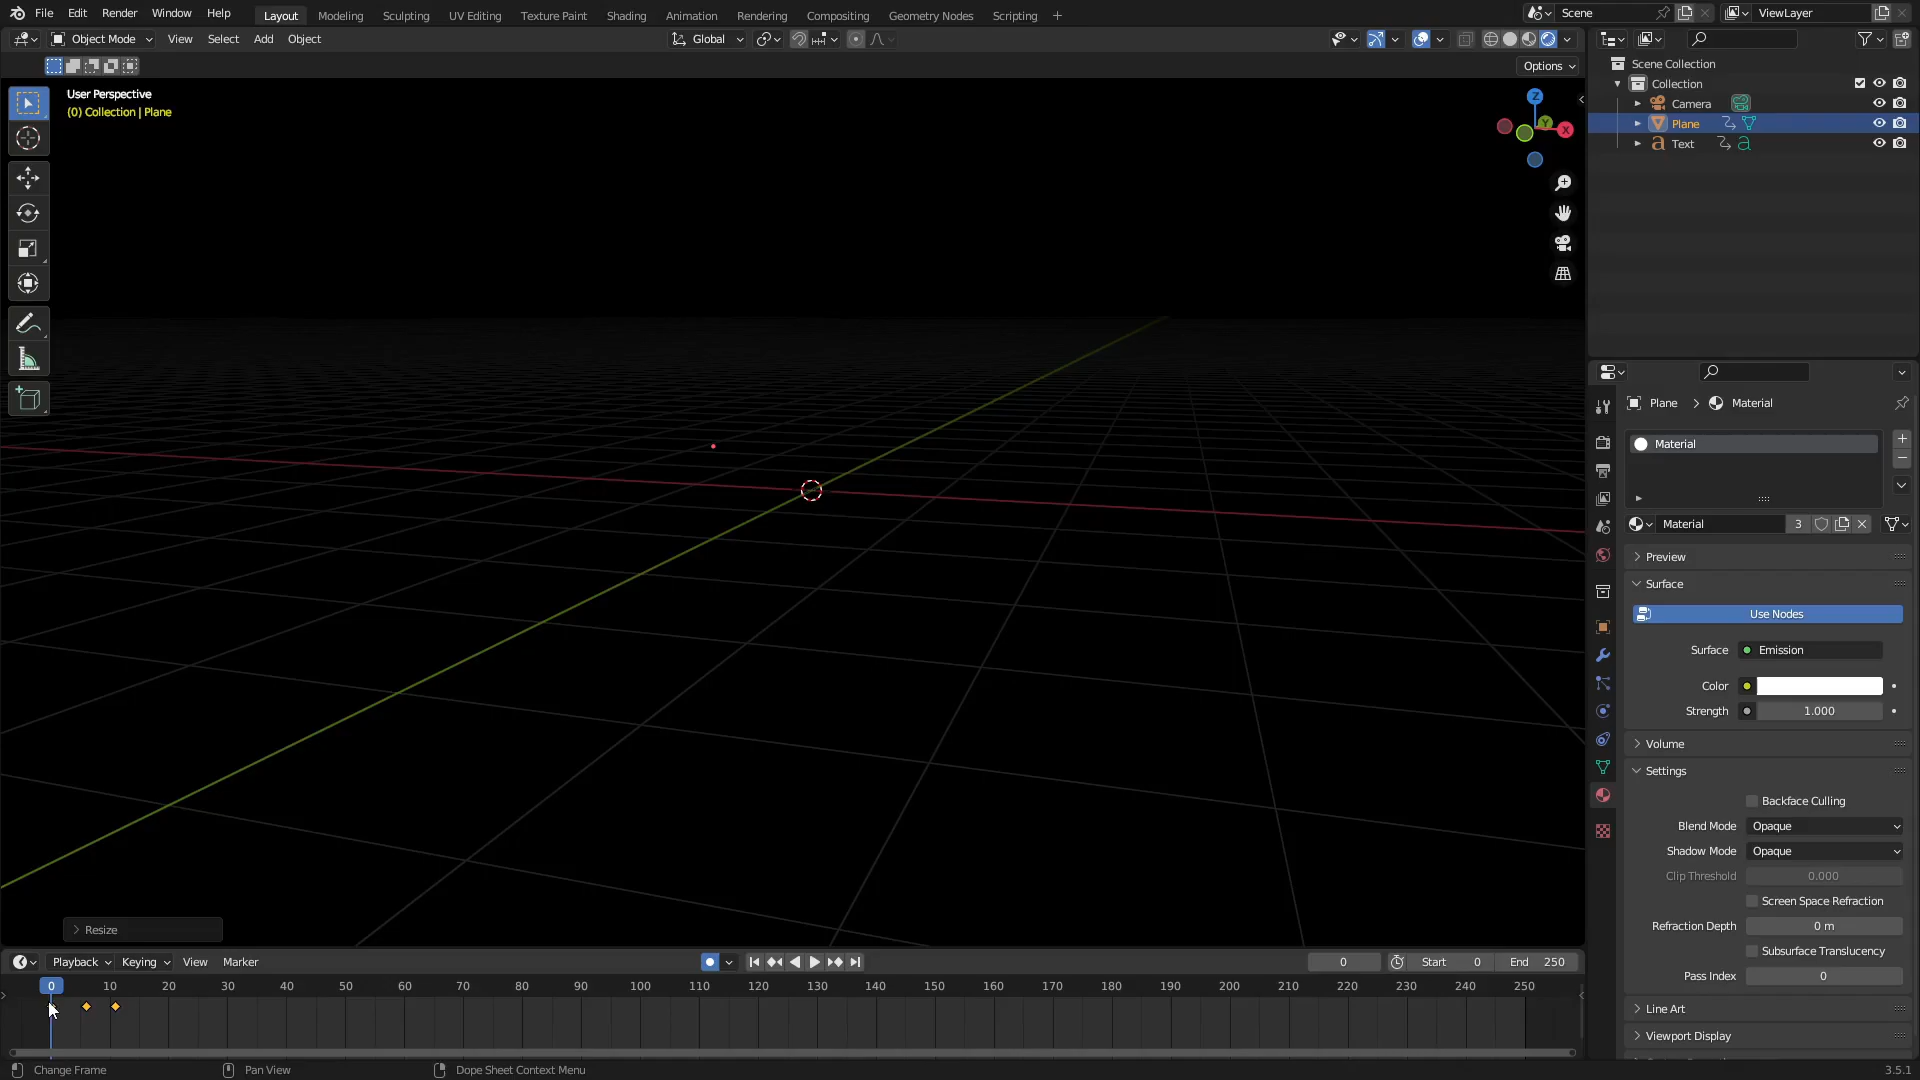 File Edit Render Window Help Layout Modeling Sculpting UV Editing Texture Paint Shading Animation Rendering Compositing Geometry Nodes Scripting + Scene ViewLayer
Object Mode View Select Add Object Global
Options
User Perspective
(0) Collection | Plane
Z
Y
X
Scene Collection
Collection
Camera
Plane
Text
Plane > Material
Material
Material 3
Preview
Surface
Use Nodes
Surface Emission
Color
Strength 1.000
Volume
Settings
Backface Culling
Blend Mode Opaque
Shadow Mode Opaque
Clip Threshold 0.000
Screen Space Refraction
Refraction Depth 0 m
Subsurface Translucency
Pass Index 0
Line Art
Viewport Display
Resize
Playback Keying View Marker 0 Start 0 End 250
0 10 20 30 40 50 60 70 80 90 100 110 120 130 140 150 160 170 180 190 200 210 220 230 240 250
Change Frame Pan View Dope Sheet Context Menu 3.5.1